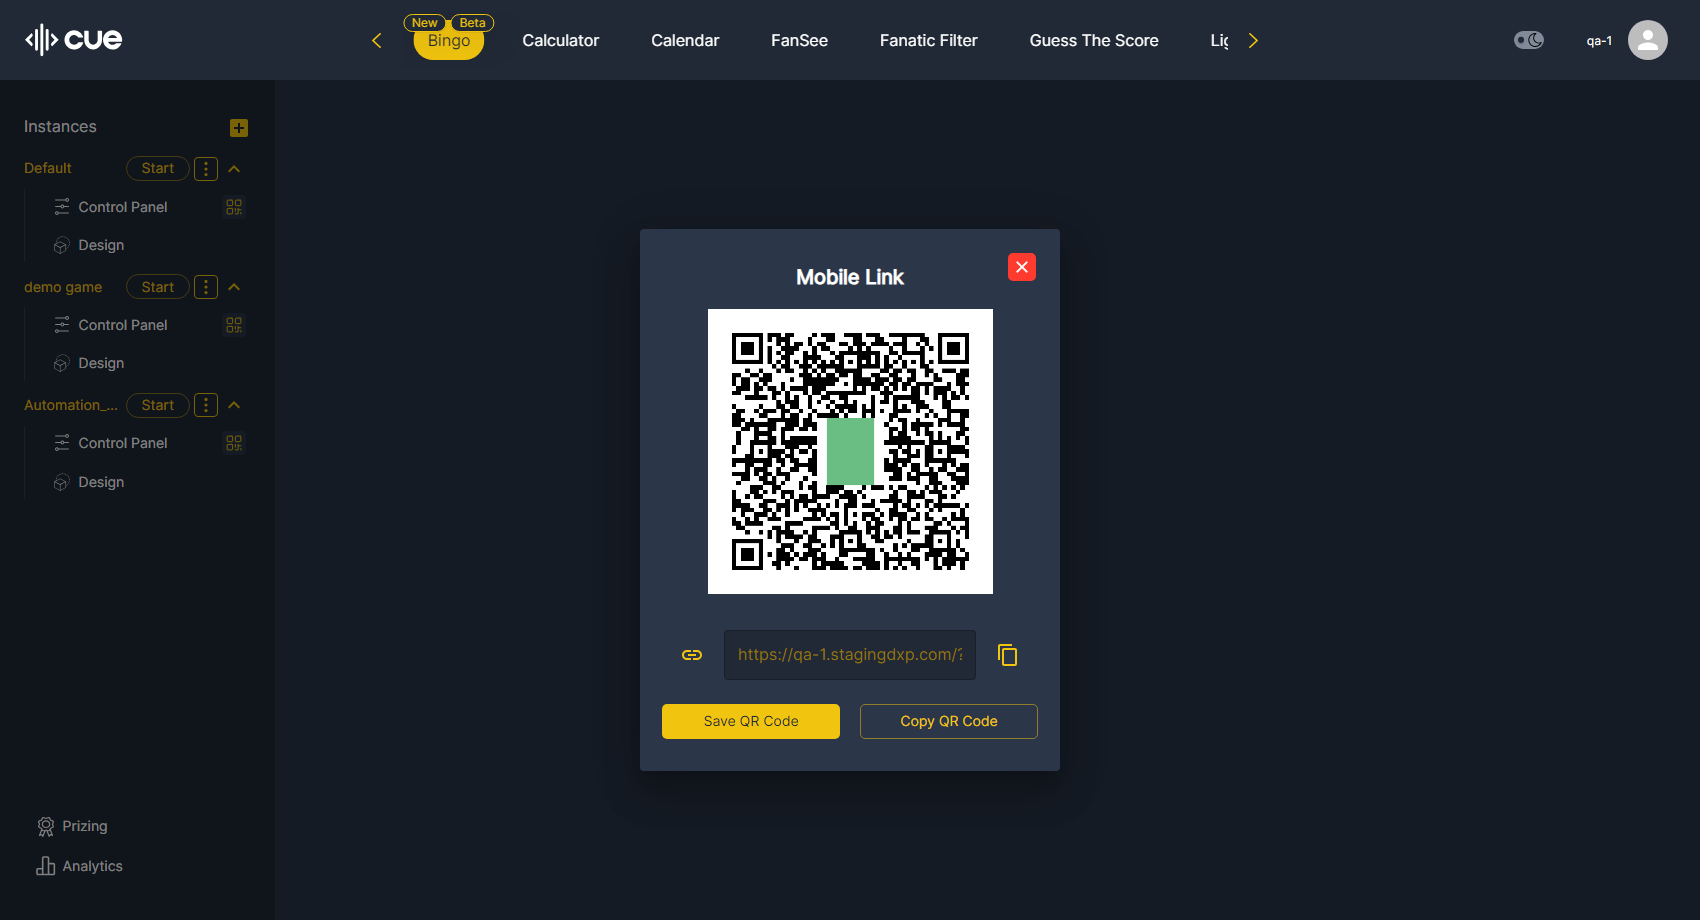 cue
New Beta
Bingo Calculator Calendar FanSee Fanatic Filter Guess The Score
qa-1
Instances
Default Start
Control Panel
Design
demo game Start
Control Panel
Design
Automation_... Start
Control Panel
Design
Prizing
Analytics
Mobile Link
https://qa-1.stagingdxp.com/?
Save QR Code Copy QR Code